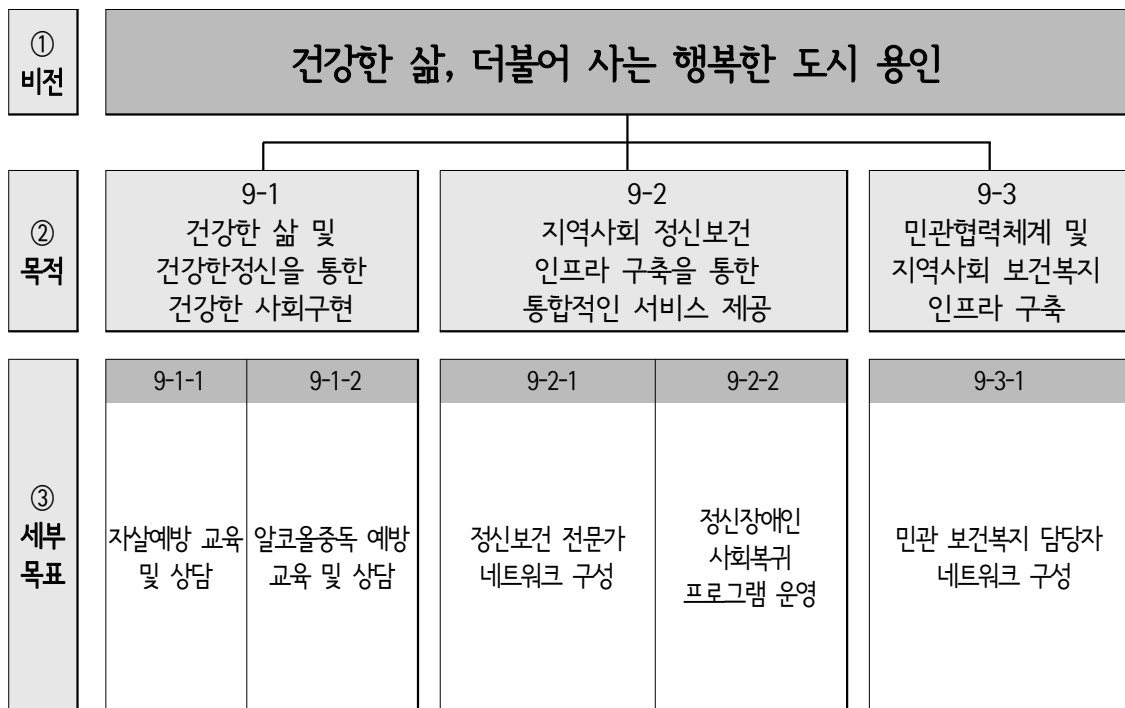 ①
비전
건강한 삶, 더불어 사는 행복한 도시 용인
②
목적
9-1
건강한 삶 및
건강한정신을 통한
건강한 사회구현
9-2
지역사회 정신보건
인프라 구축을 통한
통합적인 서비스 제공
9-3
민관협력체계 및
지역사회 보건복지
인프라 구축
③
세부
목표
9-1-1
자살예방 교육
및 상담
9-1-2
알코올중독 예방
교육 및 상담
9-2-1
정신보건 전문가
네트워크 구성
9-2-2
정신장애인
사회복귀
프로그램 운영
9-3-1
민관 보건복지 담당자
네트워크 구성